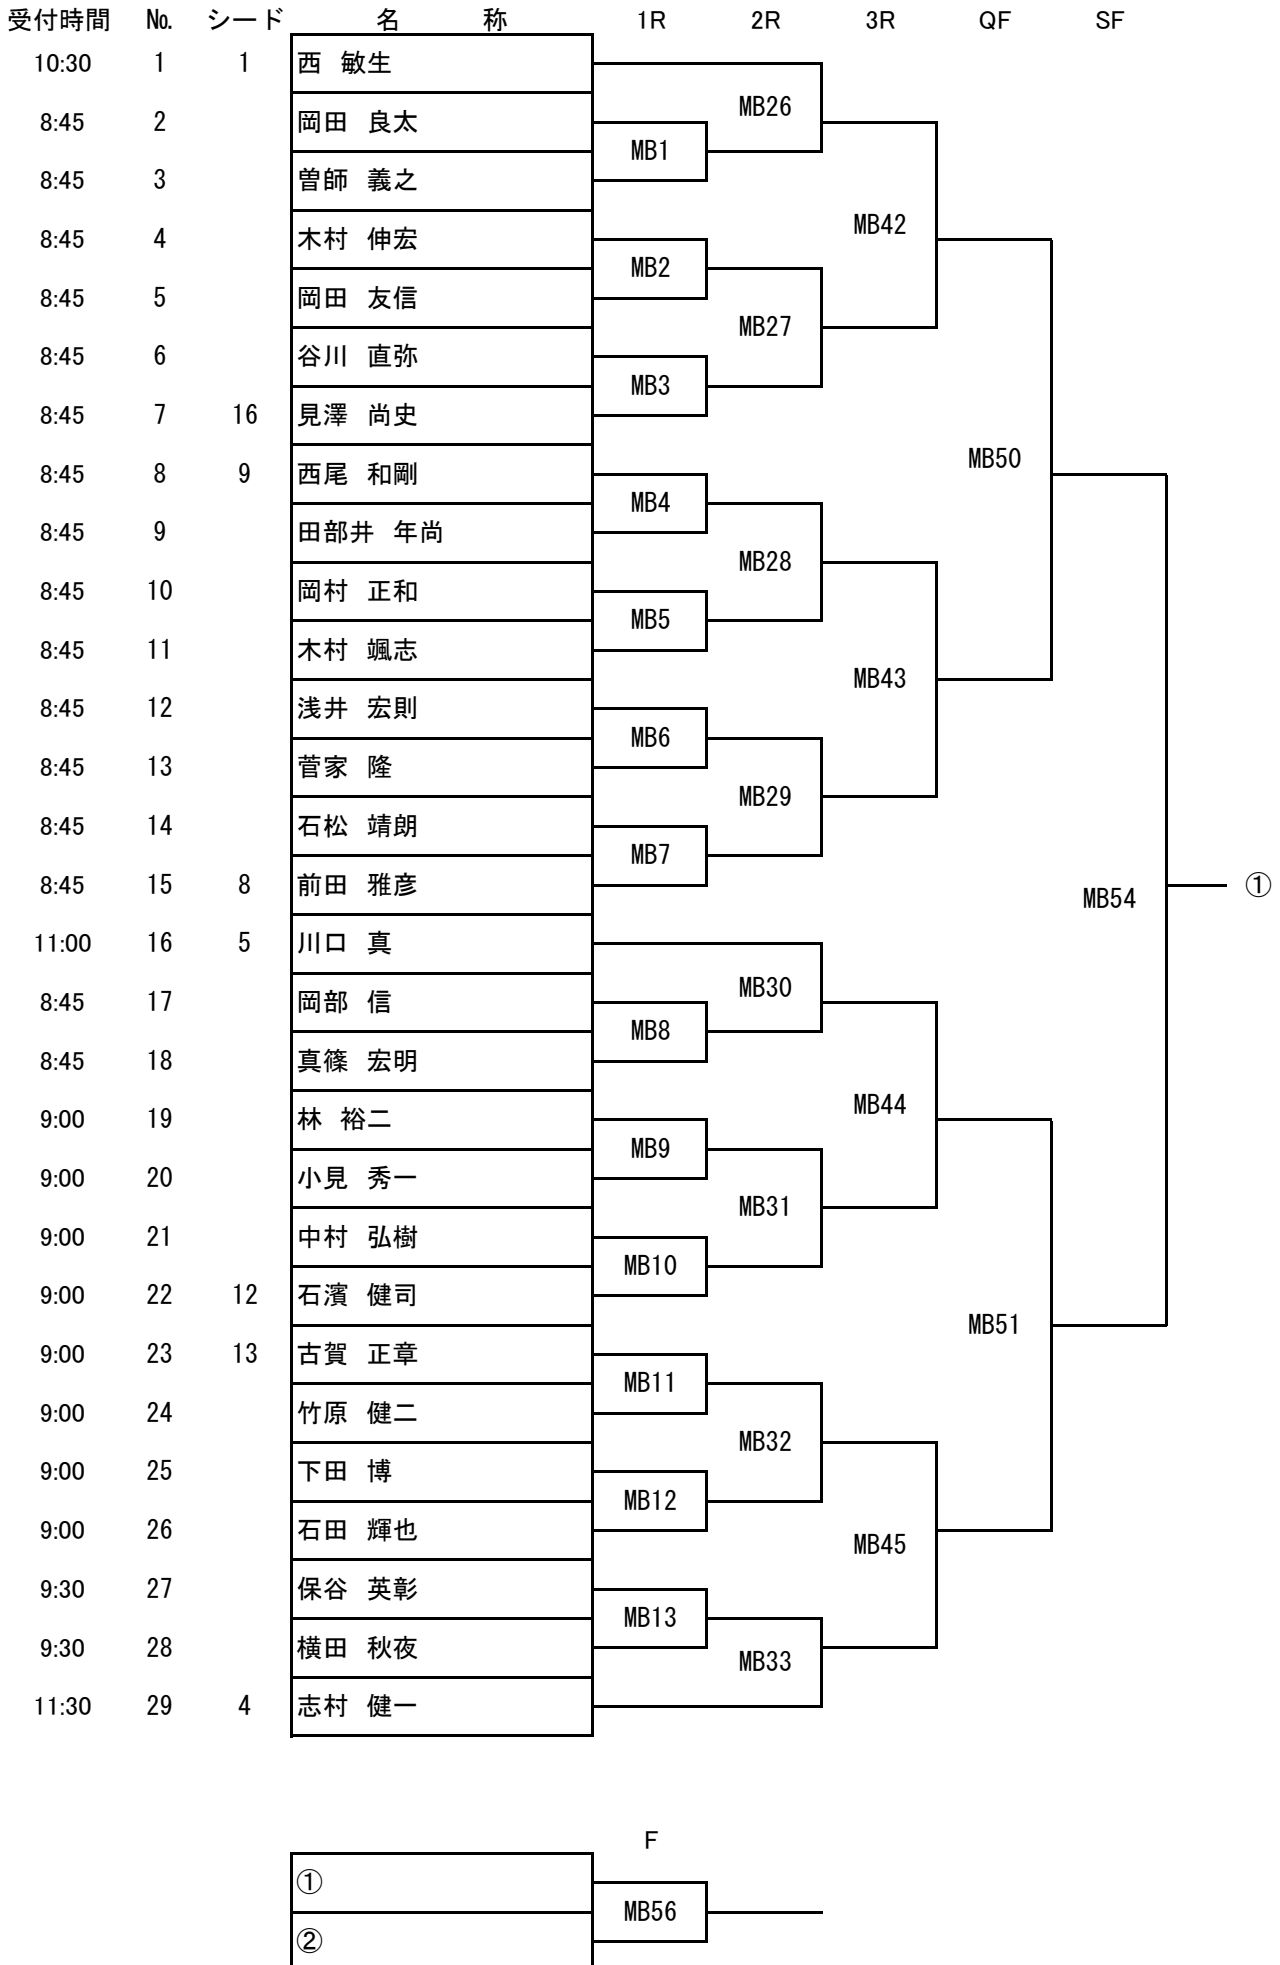 受付時間 No. シード 名 称 1R 2R 3R QF SF
10:30 1 1 西 敏生
MB26
8:45 2 岡田 良太
MB1
8:45 3 曽師 義之
MB42
8:45 4 木村 伸宏
MB2
8:45 5 岡田 友信
MB27
8:45 6 谷川 直弥
MB3
8:45 7 16 見澤 尚史
MB50
8:45 8 9 西尾 和剛
MB4
8:45 9 田部井 年尚
MB28
8:45 10 岡村 正和
MB5
8:45 11 木村 颯志
MB43
8:45 12 浅井 宏則
MB6
8:45 13 菅家 隆
MB29
8:45 14 石松 靖朗
MB7
8:45 15 8 前田 雅彦 ①
MB54
11:00 16 5 川口 真
MB30
8:45 17 岡部 信
MB8
8:45 18 真篠 宏明
MB44
9:00 19 林 裕二
MB9
9:00 20 小見 秀一
MB31
9:00 21 中村 弘樹
MB10
9:00 22 12 石濱 健司
MB51
9:00 23 13 古賀 正章
MB11
9:00 24 竹原 健二
MB32
9:00 25 下田 博
MB12
9:00 26 石田 輝也
MB45
9:30 27 保谷 英彰
MB13
9:30 28 横田 秋夜
MB33
11:30 29 4 志村 健一
F
①
MB56
②